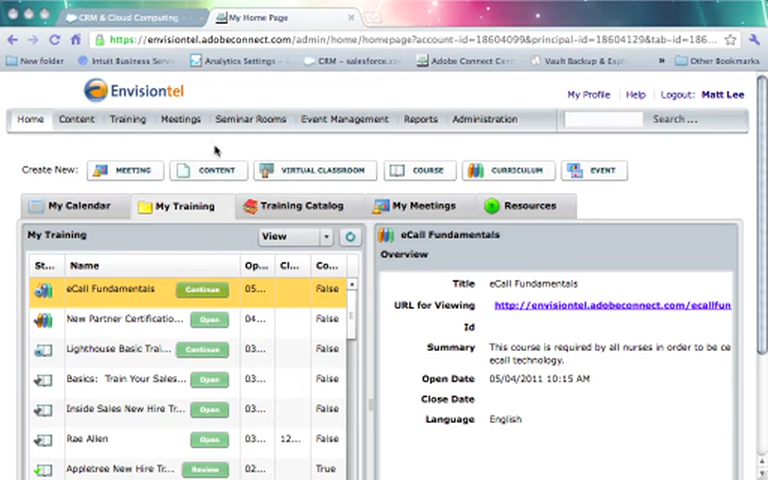 CRM & Cloud Computing -
My Home Page
https://envisiontel.adobeconnect.com/admin/home/homepage?account-id=18604099&principal-id=18604129&tab-id=186...
New folder
Intuit Business Serv
Analytics Settings -
CRM - salesforce.co
Adobe Connect Cen
Vault Backup & Exp
» Other Bookmarks
Envisiontel
My Profile Help Logout: Matt Lee
Home Content Training Meetings Seminar Rooms Event Management Reports Administration Search ...
Create New: MEETING CONTENT VIRTUAL CLASSROOM COURSE CURRICULUM EVENT
My Calendar My Training Training Catalog My Meetings Resources
My Training View
St... Name Op... Cl... Co...
eCall Fundamentals Continue 05... False
New Partner Certificatio... Open 04... False
Lighthouse Basic Trai... Continue 03... False
Basics: Train Your Sales... Open 03... False
Inside Sales New Hire Tr... Open 03... False
Rae Allen Open 03... 12... False
Appletree New Hire Tr... Review 02... True
eCall Fundamentals
Overview
Title eCall Fundamentals
URL for Viewing http://envisiontel.adobeconnect.com/ecallfun
Id
Summary This course is required by all nurses in order to be ce
ecall technology.
Open Date 05/04/2011 10:15 AM
Close Date
Language English